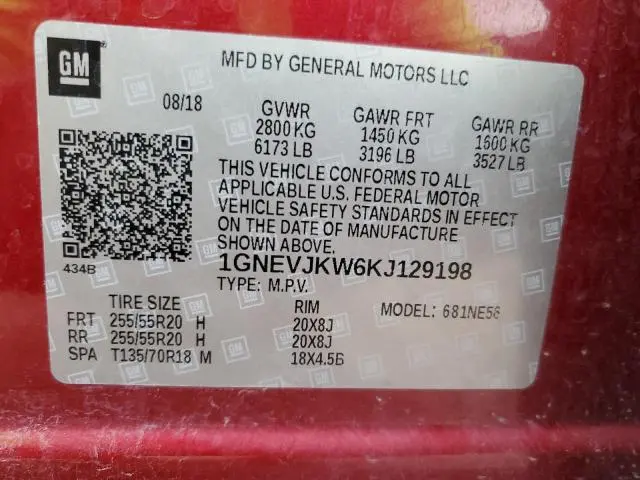 GM
MFD BY GENERAL MOTORS LLC
08/18 GVWR GAWR FRT GAWR RR
2800 KG 1450 KG 1600 KG
6173 LB 3196 LB 3527 LB
THIS VEHICLE CONFORMS TO ALL
APPLICABLE U.S. FEDERAL MOTOR
VEHICLE SAFETY STANDARDS IN EFFECT
ON THE DATE OF MANUFACTURE
SHOWN ABOVE.
434B
1GNEVJKW6KJ129198
TYPE: M.P.V.
TIRE SIZE RIM MODEL: 681NE56
FRT 255/55R20 H 20X8J
RR 255/55R20 H 20X8J
SPA T135/70R18 M 18X4.5B